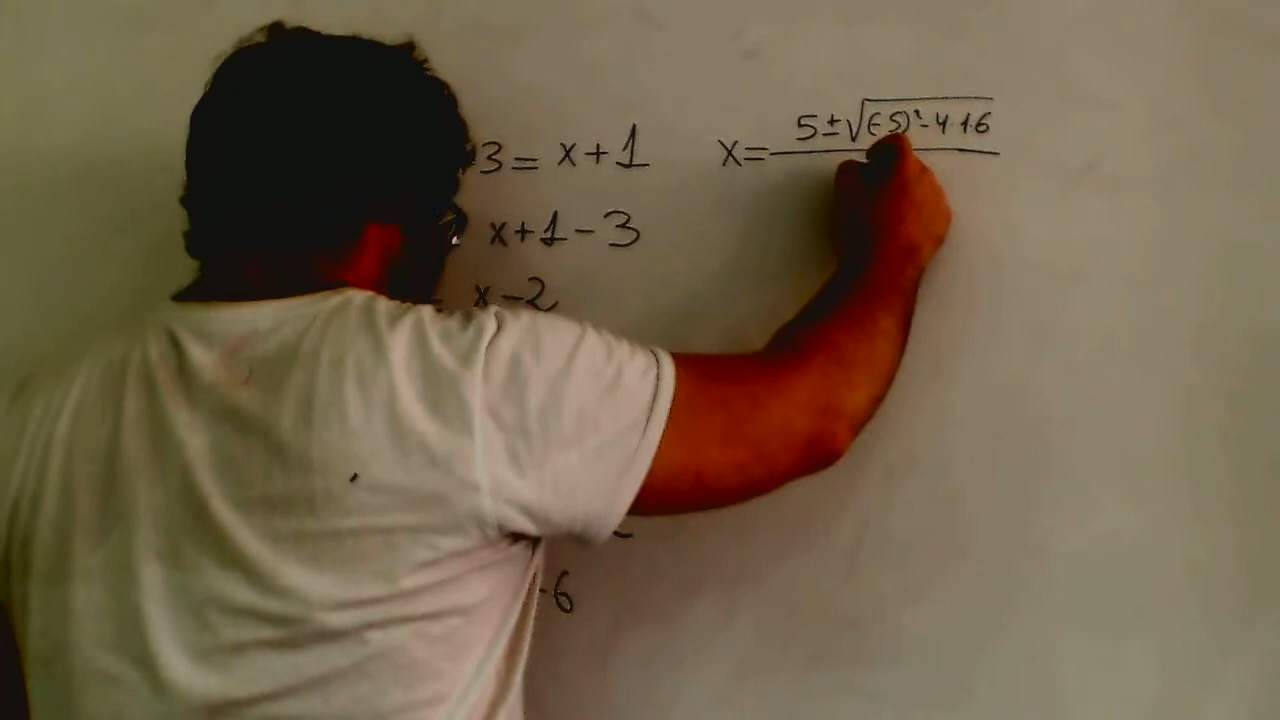 3 = x+1
x+1-3
x-2
-6
x= 5±√(-5)²-4·1·6